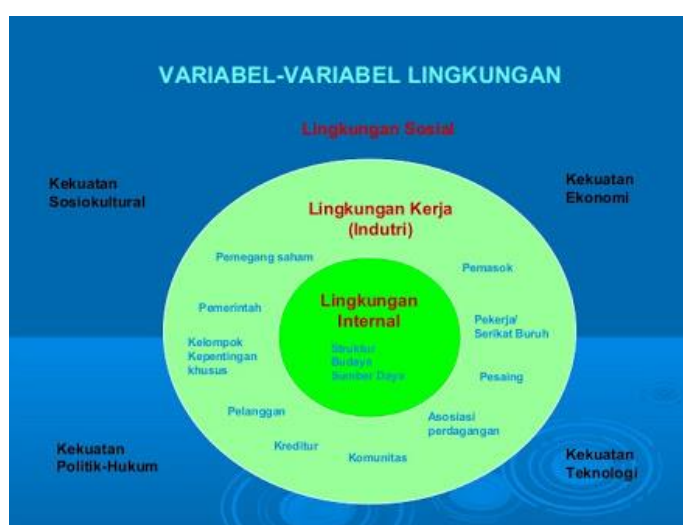 VARIABEL-VARIABEL LINGKUNGAN
Lingkungan Sosial
Kekuatan
Sosiokultural
Kekuatan
Ekonomi
Lingkungan Kerja
(Indutri)
Pemegang saham
Pemasok
Pemerintah
Pekerja/
Serikat Buruh
Kelompok
Kepentingan
khusus
Lingkungan
Internal
Struktur
Budaya
Sumber Daya
Pesaing
Pelanggan
Asosiasi
perdagangan
Kreditur
Komunitas
Kekuatan
Politik-Hukum
Kekuatan
Teknologi